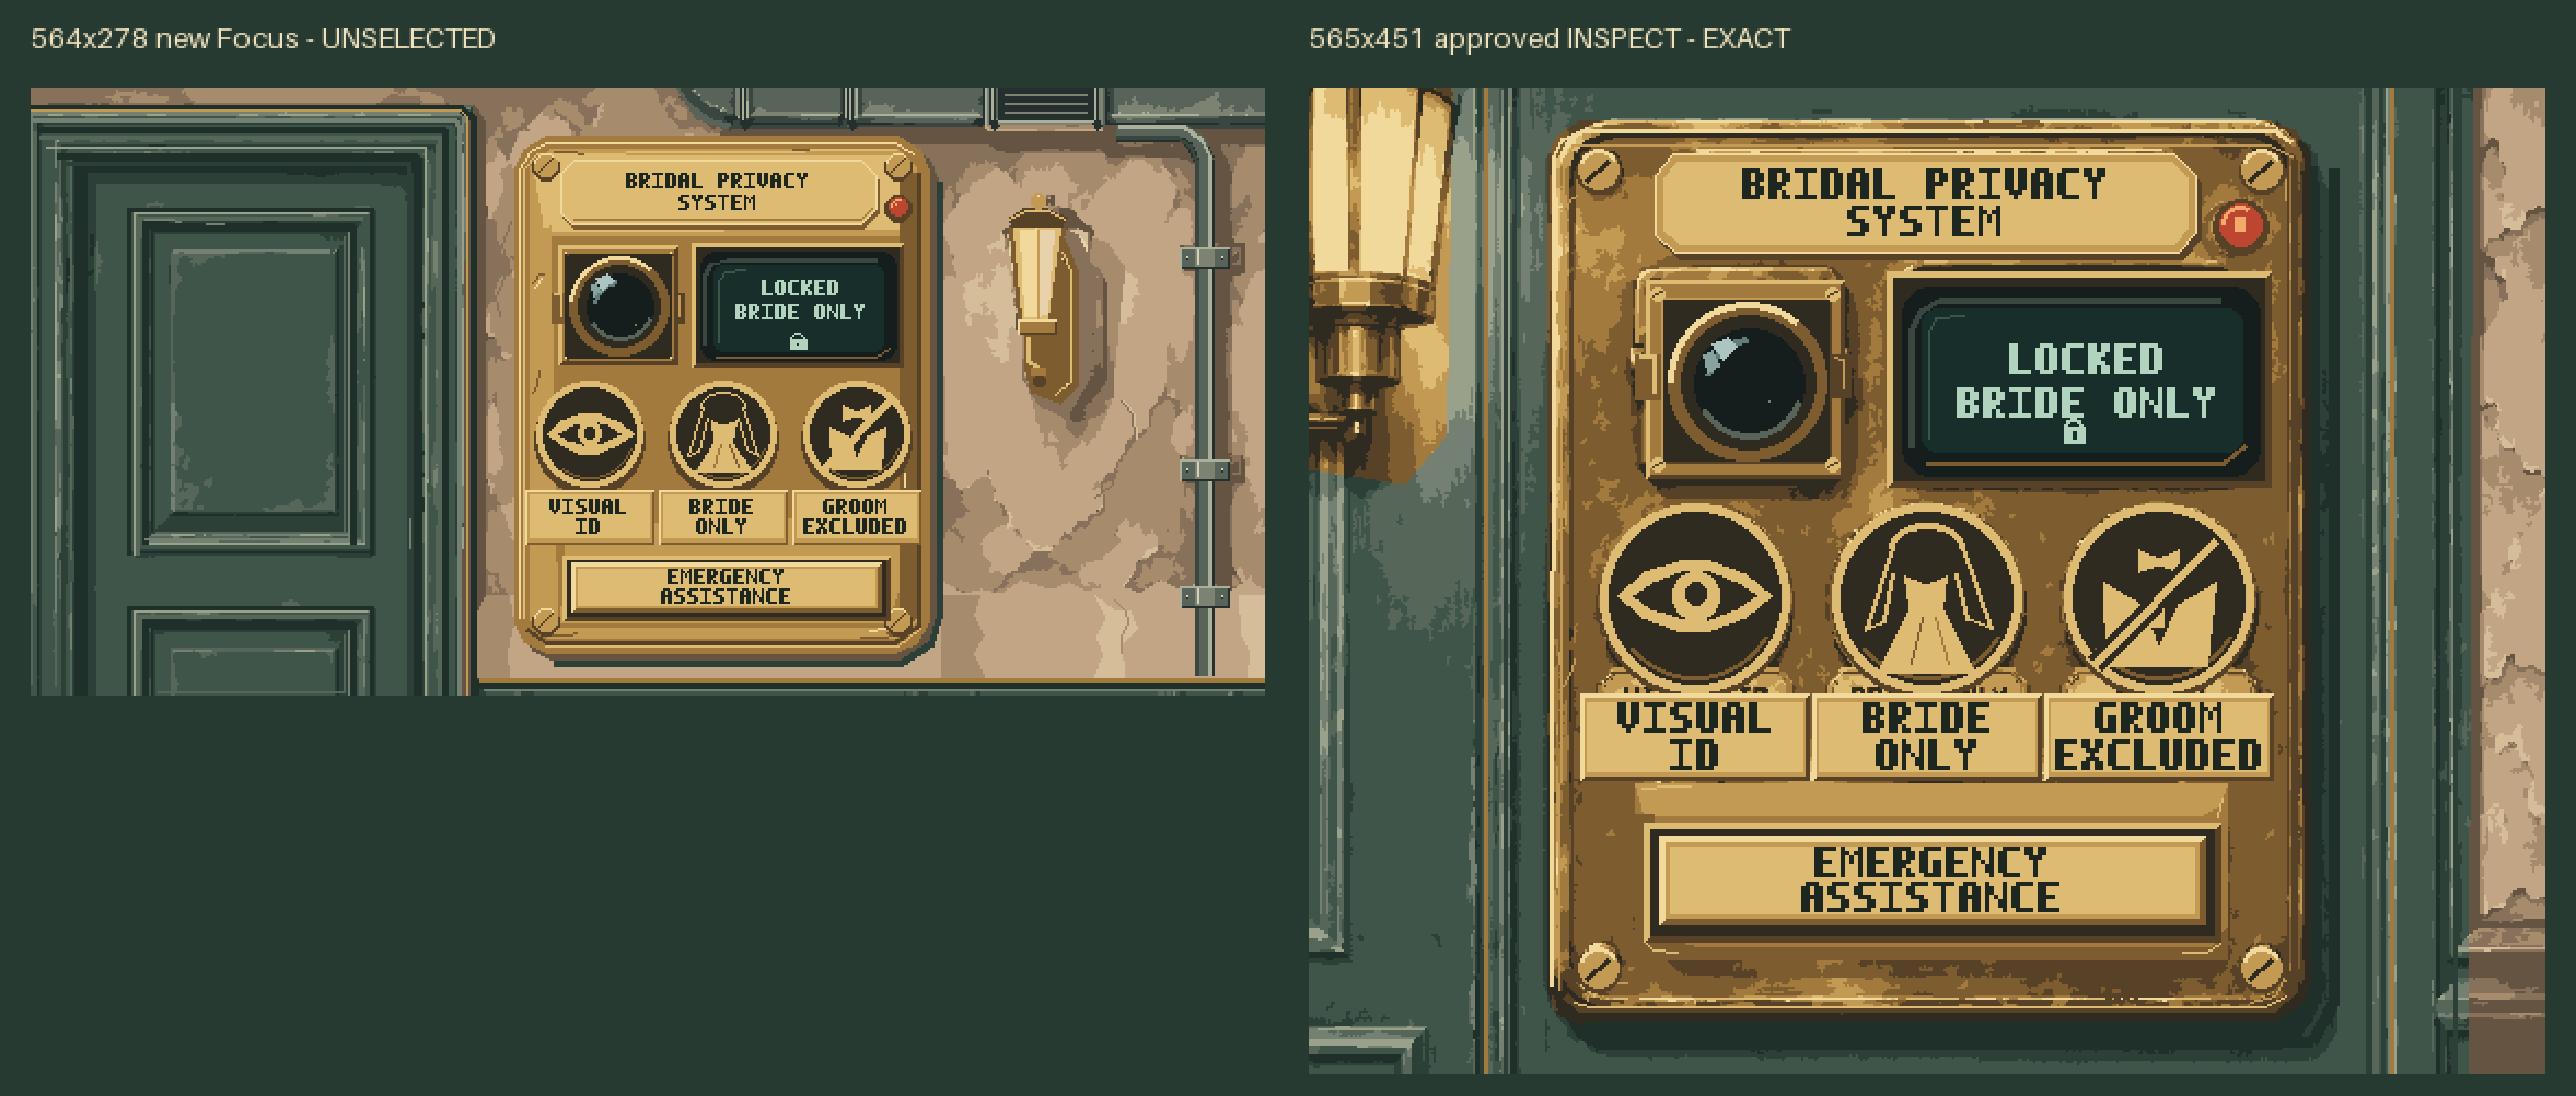 564x278 new Focus - UNSELECTED
BRIDAL PRIVACY
SYSTEM
LOCKED
BRIDE ONLY
VISUAL
ID
BRIDE
ONLY
GROOM
EXCLUDED
EMERGENCY
ASSISTANCE
565x451 approved INSPECT - EXACT
BRIDAL PRIVACY
SYSTEM
LOCKED
BRIDE ONLY
VISUAL
ID
BRIDE
ONLY
GROOM
EXCLUDED
EMERGENCY
ASSISTANCE